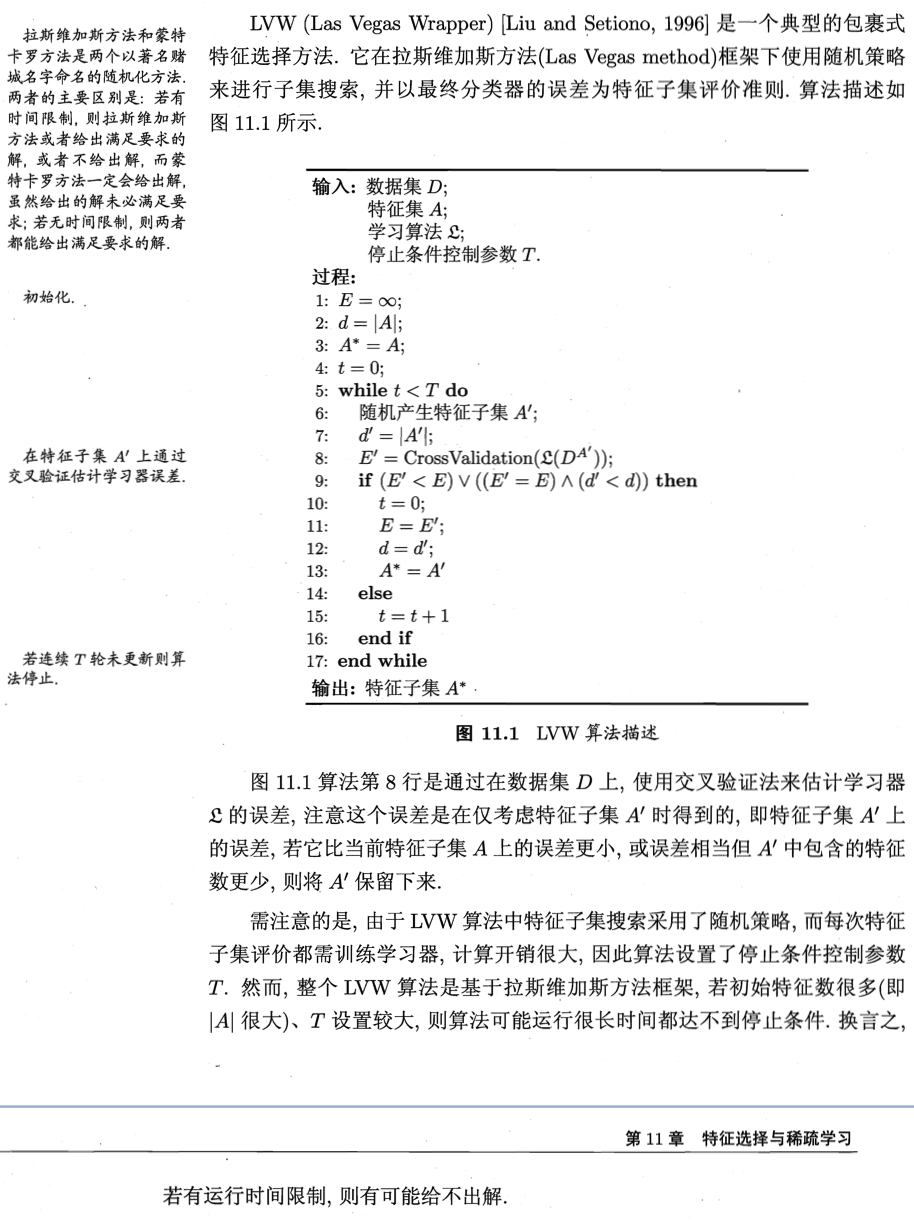 LVW (Las Vegas Wrapper) [Liu and Setiono, 1996] 是一个典型的包裹式
特征选择方法. 它在拉斯维加斯方法(Las Vegas method)框架下使用随机策略
来进行子集搜索, 并以最终分类器的误差为特征子集评价准则. 算法描述如
图 11.1 所示.
拉斯维加斯方法和蒙特
卡罗方法是两个以著名赌
城名字命名的随机化方法.
两者的主要区别是: 若有
时间限制, 则拉斯维加斯
方法或者给出满足要求的
解, 或者不给出解, 而蒙
特卡罗方法一定会给出解,
虽然给出的解未必满足要
求; 若无时间限制, 则两者
都能给出满足要求的解.
输入: 数据集 D;
特征集 A;
学习算法 𝔏;
停止条件控制参数 T.
过程:
初始化.
1: E = ∞;
2: d = |A|;
3: A* = A;
4: t = 0;
5: while t < T do
6: 随机产生特征子集 A′;
7: d′ = |A′|;
在特征子集 A′ 上通过
交叉验证估计学习器误差.
8: E′ = CrossValidation(𝔏(D^{A′}));
9: if (E′ < E) ∨ ((E′ = E) ∧ (d′ < d)) then
10: t = 0;
11: E = E′;
12: d = d′;
13: A* = A′
14: else
15: t = t + 1
16: end if
17: end while
若连续 T 轮未更新则算
法停止.
输出: 特征子集 A*
图 11.1 LVW 算法描述
图 11.1 算法第 8 行是通过在数据集 D 上, 使用交叉验证法来估计学习器
𝔏 的误差, 注意这个误差是在仅考虑特征子集 A′ 时得到的, 即特征子集 A′ 上
的误差, 若它比当前特征子集 A 上的误差更小, 或误差相当但 A′ 中包含的特征
数更少, 则将 A′ 保留下来.
需注意的是, 由于 LVW 算法中特征子集搜索采用了随机策略, 而每次特征
子集评价都需训练学习器, 计算开销很大, 因此算法设置了停止条件控制参数
T. 然而, 整个 LVW 算法是基于拉斯维加斯方法框架, 若初始特征数很多(即
|A| 很大)、T 设置较大, 则算法可能运行很长时间都达不到停止条件. 换言之,
第 11 章 特征选择与稀疏学习
若有运行时间限制, 则有可能给不出解.